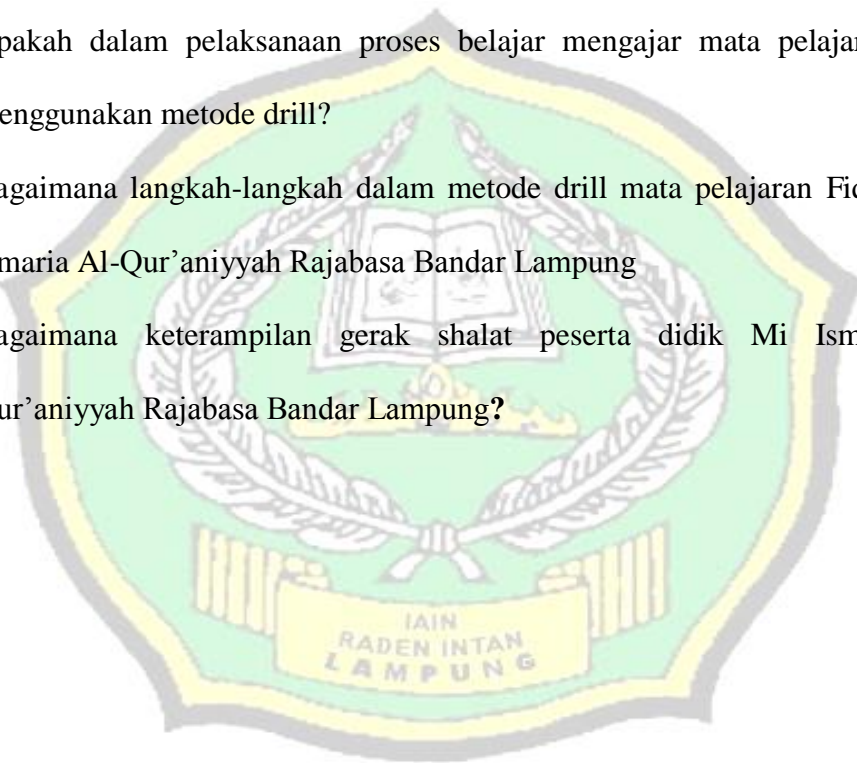 pakah dalam pelaksanaan proses belajar mengajar mata pelajar
enggunakan metode drill?
agaimana langkah-langkah dalam metode drill mata pelajaran Fic
maria Al-Qur’aniyyah Rajabasa Bandar Lampung
agaimana keterampilan gerak shalat peserta didik Mi Ism
ur’aniyyah Rajabasa Bandar Lampung?
IAIN
RADEN INTAN
LAMPUNG